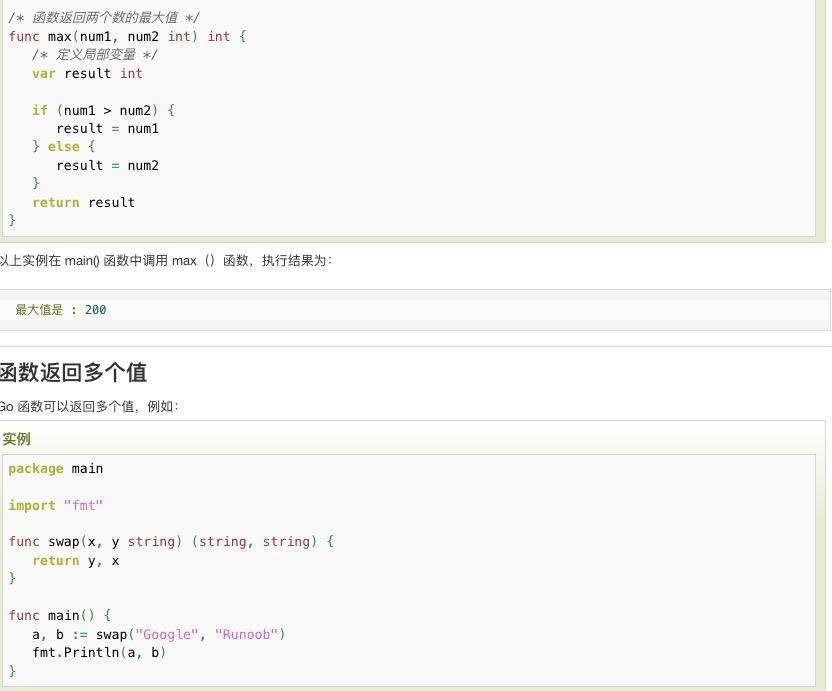 /* 函数返回两个数的最大值 */
func max(num1, num2 int) int {
   /* 定义局部变量 */
   var result int

   if (num1 > num2) {
      result = num1
   } else {
      result = num2
   }
   return result
}
以上实例在 main() 函数中调用 max（）函数，执行结果为：
最大值是 : 200
函数返回多个值
Go 函数可以返回多个值，例如：
实例
package main

import "fmt"

func swap(x, y string) (string, string) {
   return y, x
}

func main() {
   a, b := swap("Google", "Runoob")
   fmt.Println(a, b)
}